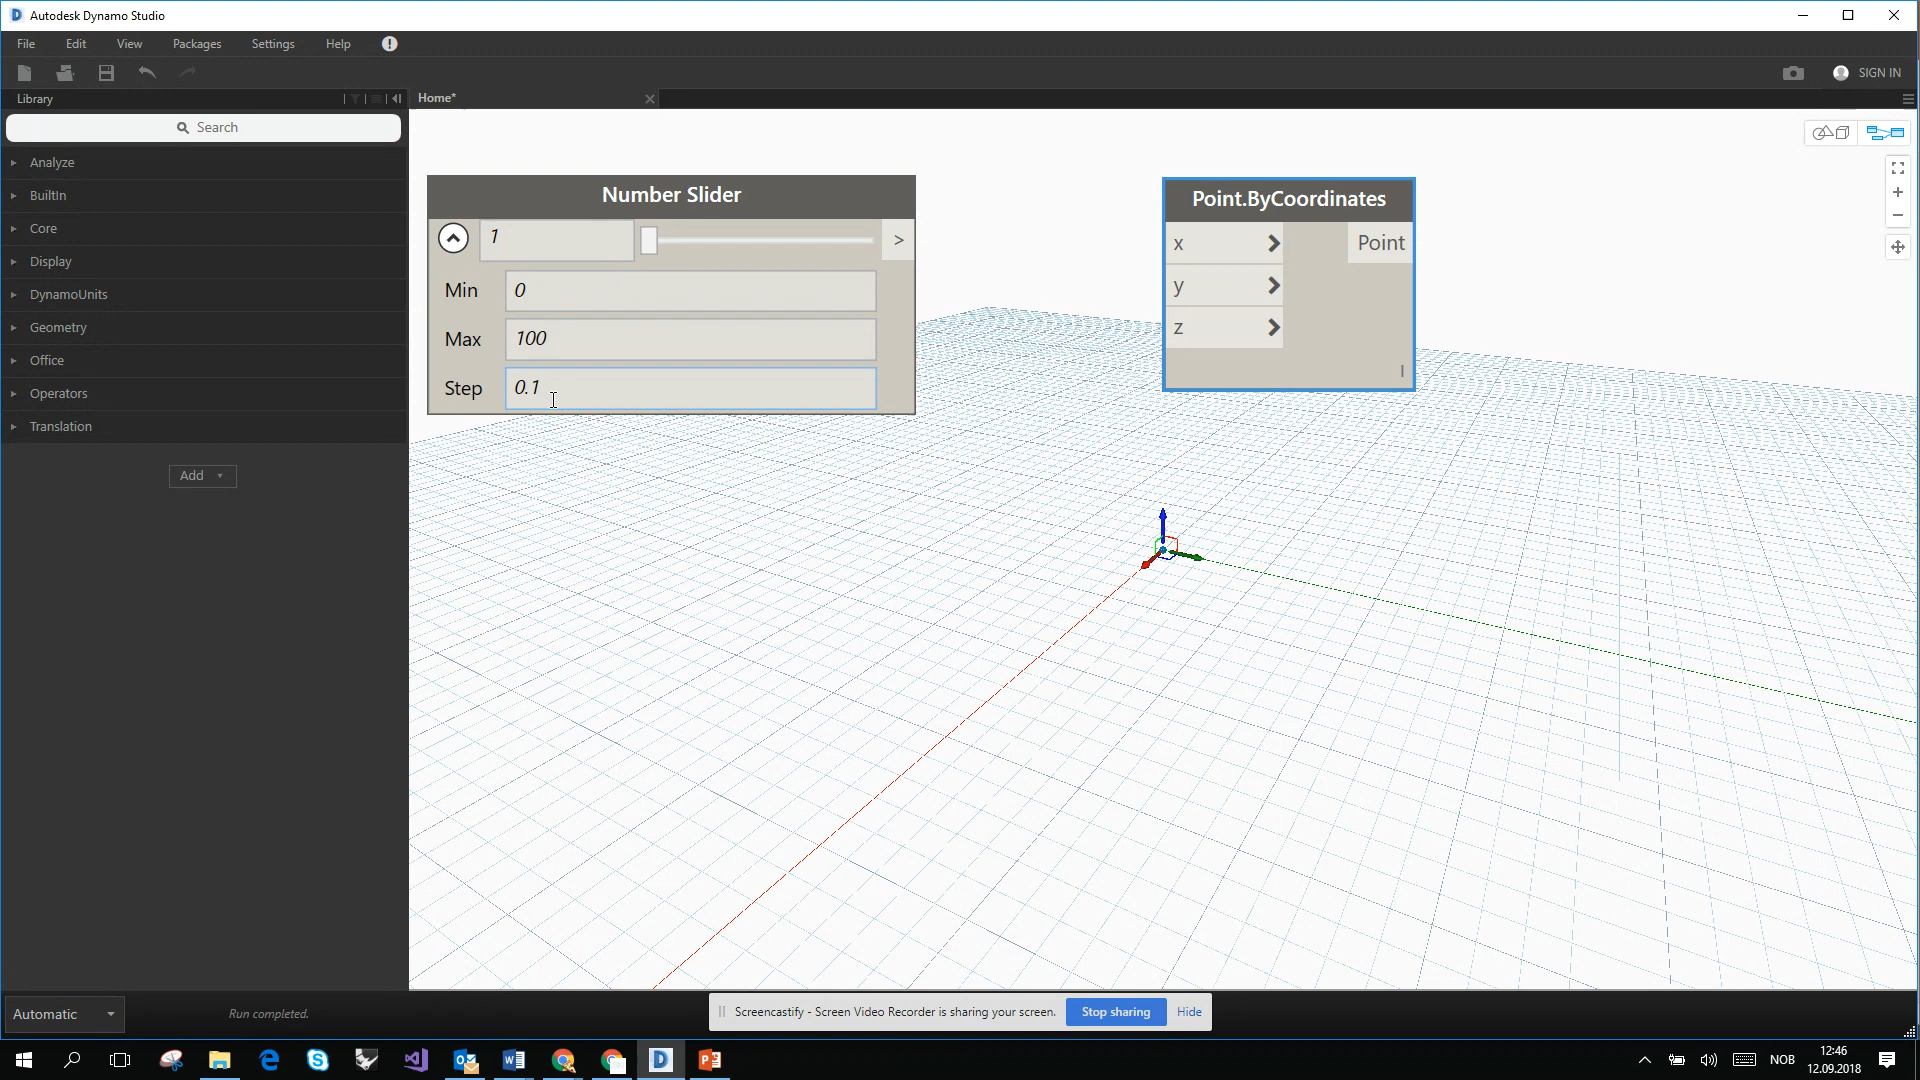 Autodesk Dynamo Studio
File Edit View Packages Settings Help
SIGN IN
Library
Home*
Search
Analyze
BuiltIn
Core
Display
DynamoUnits
Geometry
Office
Operators
Translation
Add
Number Slider
1
>
Min 0
Max 100
Step 0.1
Point.ByCoordinates
x
Point
y
z
Automatic
Run completed.
Screencastify - Screen Video Recorder is sharing your screen.
Stop sharing
Hide
NOB
12:46
12.09.2018